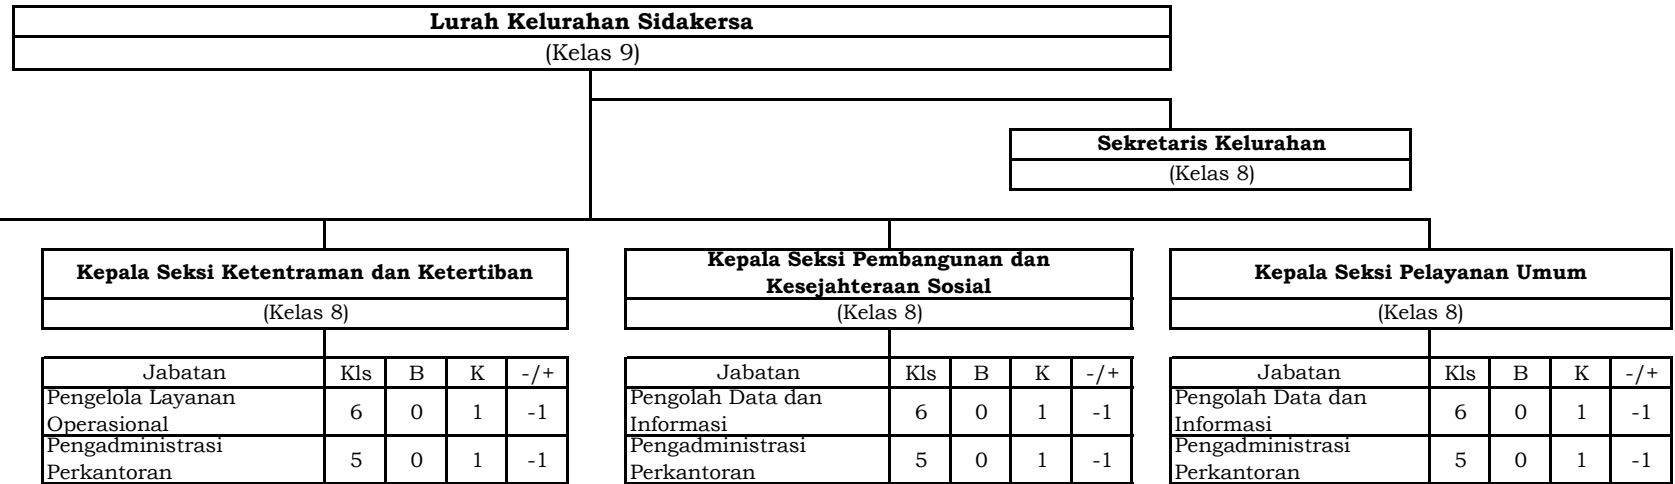 Lurah Kelurahan Sidakersa
(Kelas 9)
Sekretaris Kelurahan
(Kelas 8)
Kepala Seksi Ketentraman dan Ketertiban
(Kelas 8)
Jabatan Kls B K -/+
Pengelola Layanan
Operasional 6 0 1 -1
Pengadministrasi
Perkantoran 5 0 1 -1
Kepala Seksi Pembangunan dan
Kesejahteraan Sosial
(Kelas 8)
Jabatan Kls B K -/+
Pengolah Data dan
Informasi 6 0 1 -1
Pengadministrasi
Perkantoran 5 0 1 -1
Kepala Seksi Pelayanan Umum
(Kelas 8)
Jabatan Kls B K -/+
Pengolah Data dan
Informasi 6 0 1 -1
Pengadministrasi
Perkantoran 5 0 1 -1